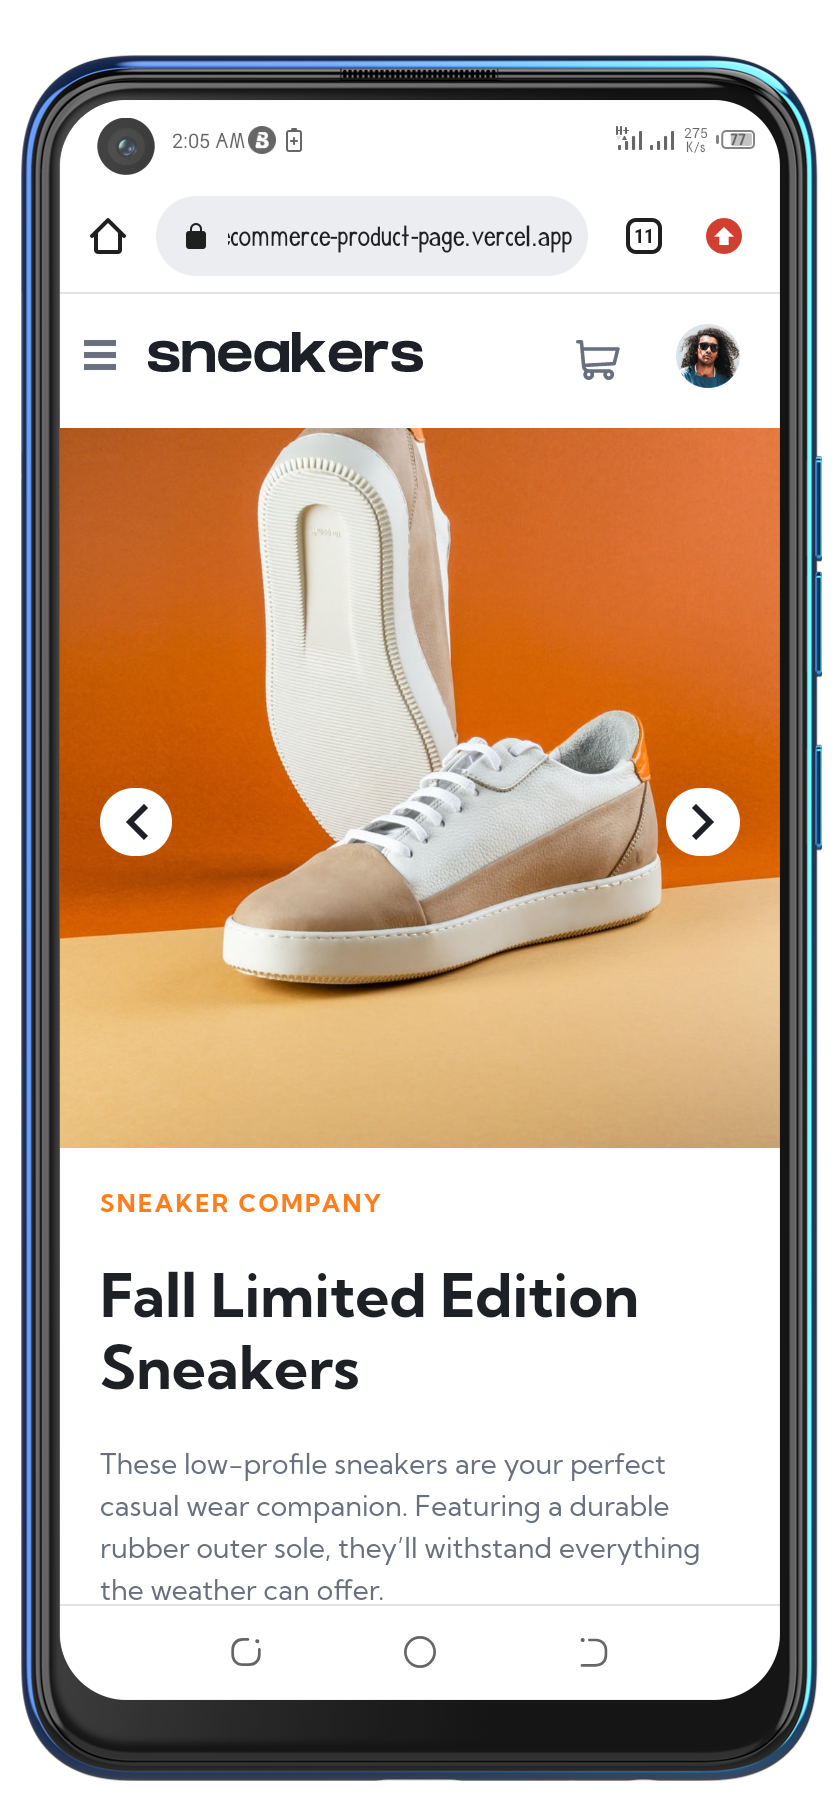 2:05 AM
H+
275
K/s
77
commerce-product-page.vercel.app
11
sneakers
SNEAKER COMPANY
Fall Limited Edition
Sneakers
These low-profile sneakers are your perfect
casual wear companion. Featuring a durable
rubber outer sole, they’ll withstand everything
the weather can offer.